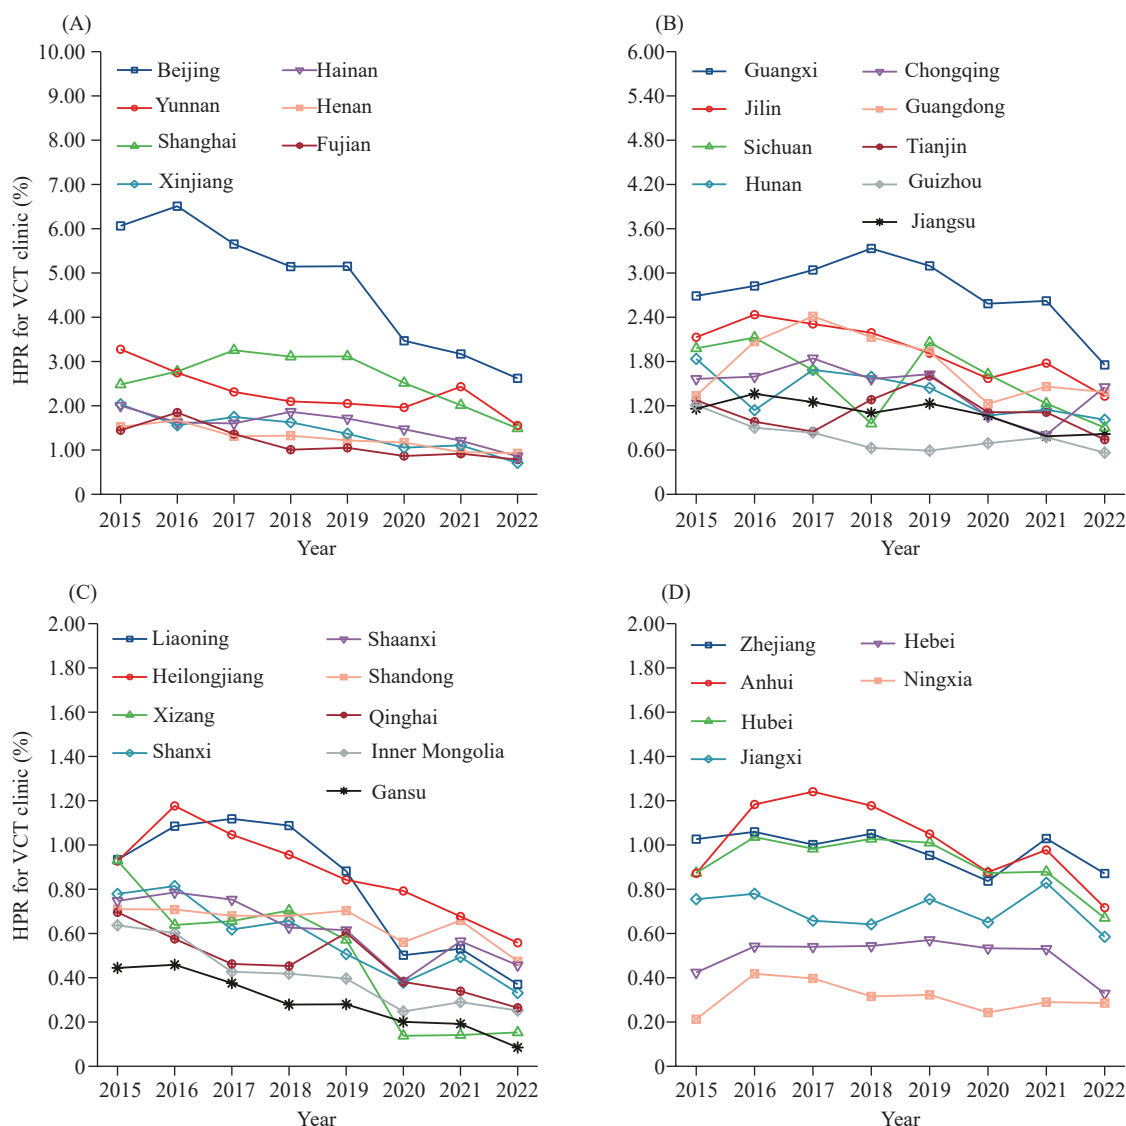 (A)
10.00
9.00
8.00
7.00
6.00
5.00
4.00
3.00
2.00
1.00
0
HPR for VCT clinic (%)
Beijing
Yunnan
Shanghai
Xinjiang
Hainan
Henan
Fujian
2015 2016 2017 2018 2019 2020 2021 2022
Year
(B)
6.00
5.40
4.80
4.20
3.60
3.00
2.40
1.80
1.20
0.60
0
Guangxi
Jilin
Sichuan
Hunan
Chongqing
Guangdong
Tianjin
Guizhou
Jiangsu
2015 2016 2017 2018 2019 2020 2021 2022
Year
(C)
2.00
1.80
1.60
1.40
1.20
1.00
0.80
0.60
0.40
0.20
0
HPR for VCT clinic (%)
Liaoning
Heilongjiang
Xizang
Shanxi
Shaanxi
Shandong
Qinghai
Inner Mongolia
Gansu
2015 2016 2017 2018 2019 2020 2021 2022
Year
(D)
2.00
1.80
1.60
1.40
1.20
1.00
0.80
0.60
0.40
0.20
0
Zhejiang
Anhui
Hubei
Jiangxi
Hebei
Ningxia
2015 2016 2017 2018 2019 2020 2021 2022
Year